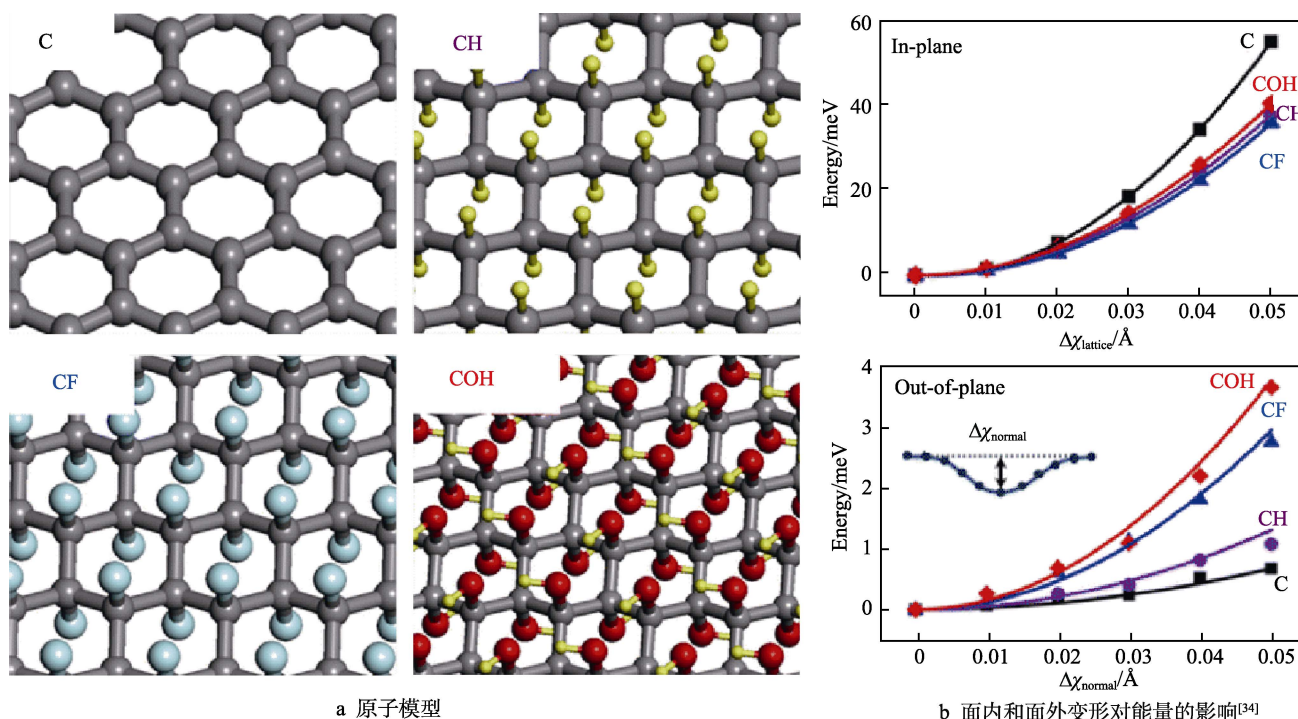 C
CH
CF
COH
a 原子模型
In-plane
Energy/meV
60
40
20
0
C
COH
CH
CF
0 0.01 0.02 0.03 0.04 0.05
Δχlattice/Å
Out-of-plane
Energy/meV
4
3
2
1
0
Δχnormal
COH
CF
CH
C
0 0.01 0.02 0.03 0.04 0.05
Δχnormal/Å
b 面内和面外变形对能量的影响[34]